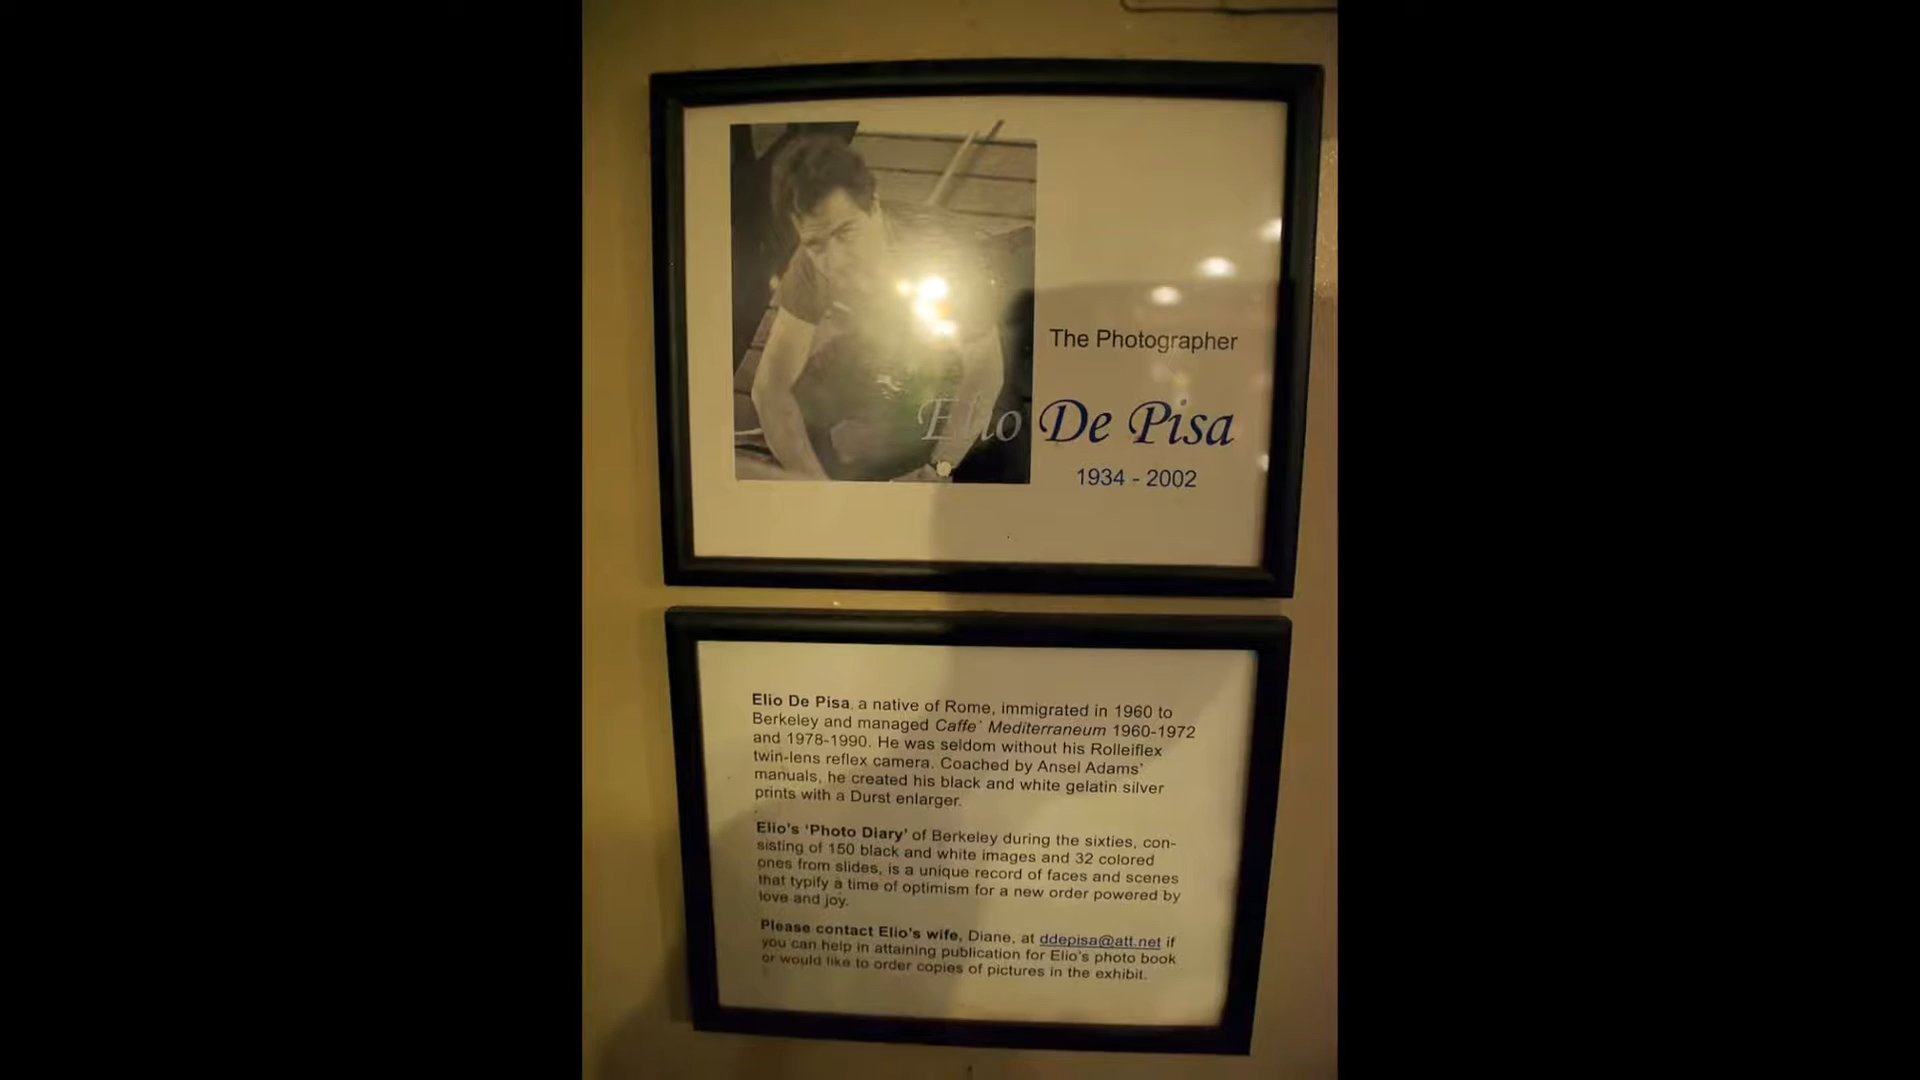 The Photographer
Elio De Pisa
1934 - 2002
Elio De Pisa, a native of Rome, immigrated in 1960 to
Berkeley and managed Caffe` Mediterraneum 1960-1972
and 1978-1990. He was seldom without his Rolleiflex
twin-lens reflex camera. Coached by Ansel Adams'
manuals, he created his black and white gelatin silver
prints with a Durst enlarger.
Elio's 'Photo Diary' of Berkeley during the sixties, con-
sisting of 150 black and white images and 32 colored
ones from slides, is a unique record of faces and scenes
that typify a time of optimism for a new order powered by
love and joy.
Please contact Elio's wife, Diane, at ddepisa@att.net if
you can help in attaining publication for Elio's photo book
or would like to order copies of pictures in the exhibit.